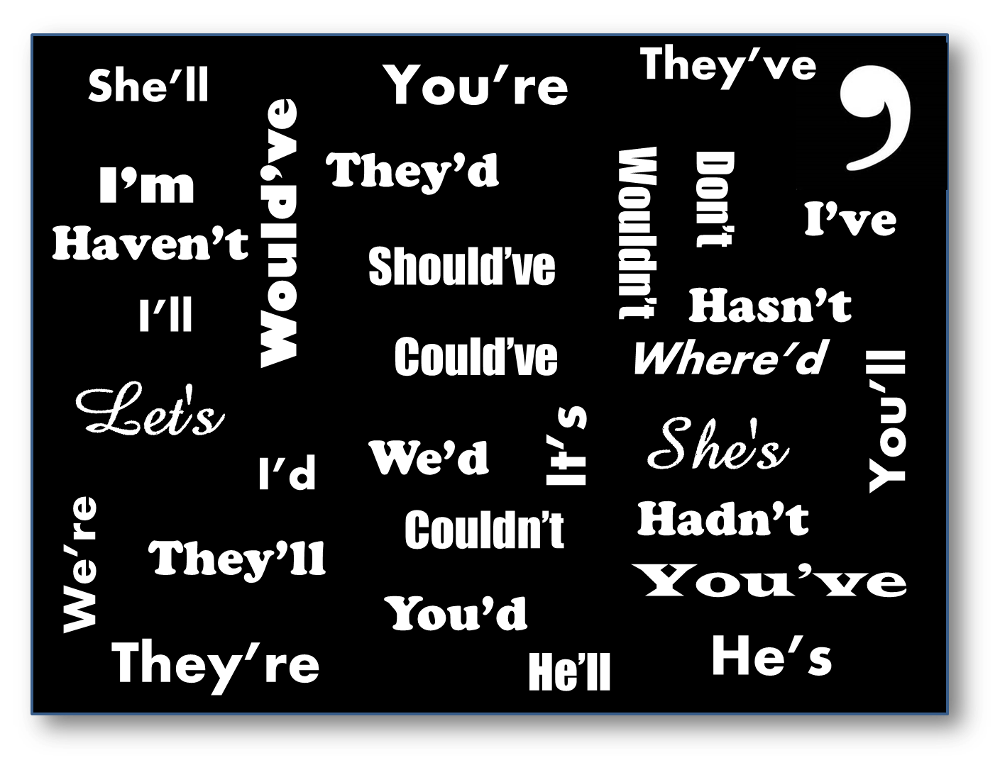 She’ll
You’re
They’ve
’
Would’ve
They’d
Wouldn’t
Don’t
I’m
I’ve
Haven’t
Should’ve
I’ll
Hasn’t
Could’ve
Where’d
You’ll
Let's
It’s
She's
We’d
I’d
We’re
Couldn’t
Hadn’t
They’ll
You’ve
You’d
They’re
He’ll
He’s